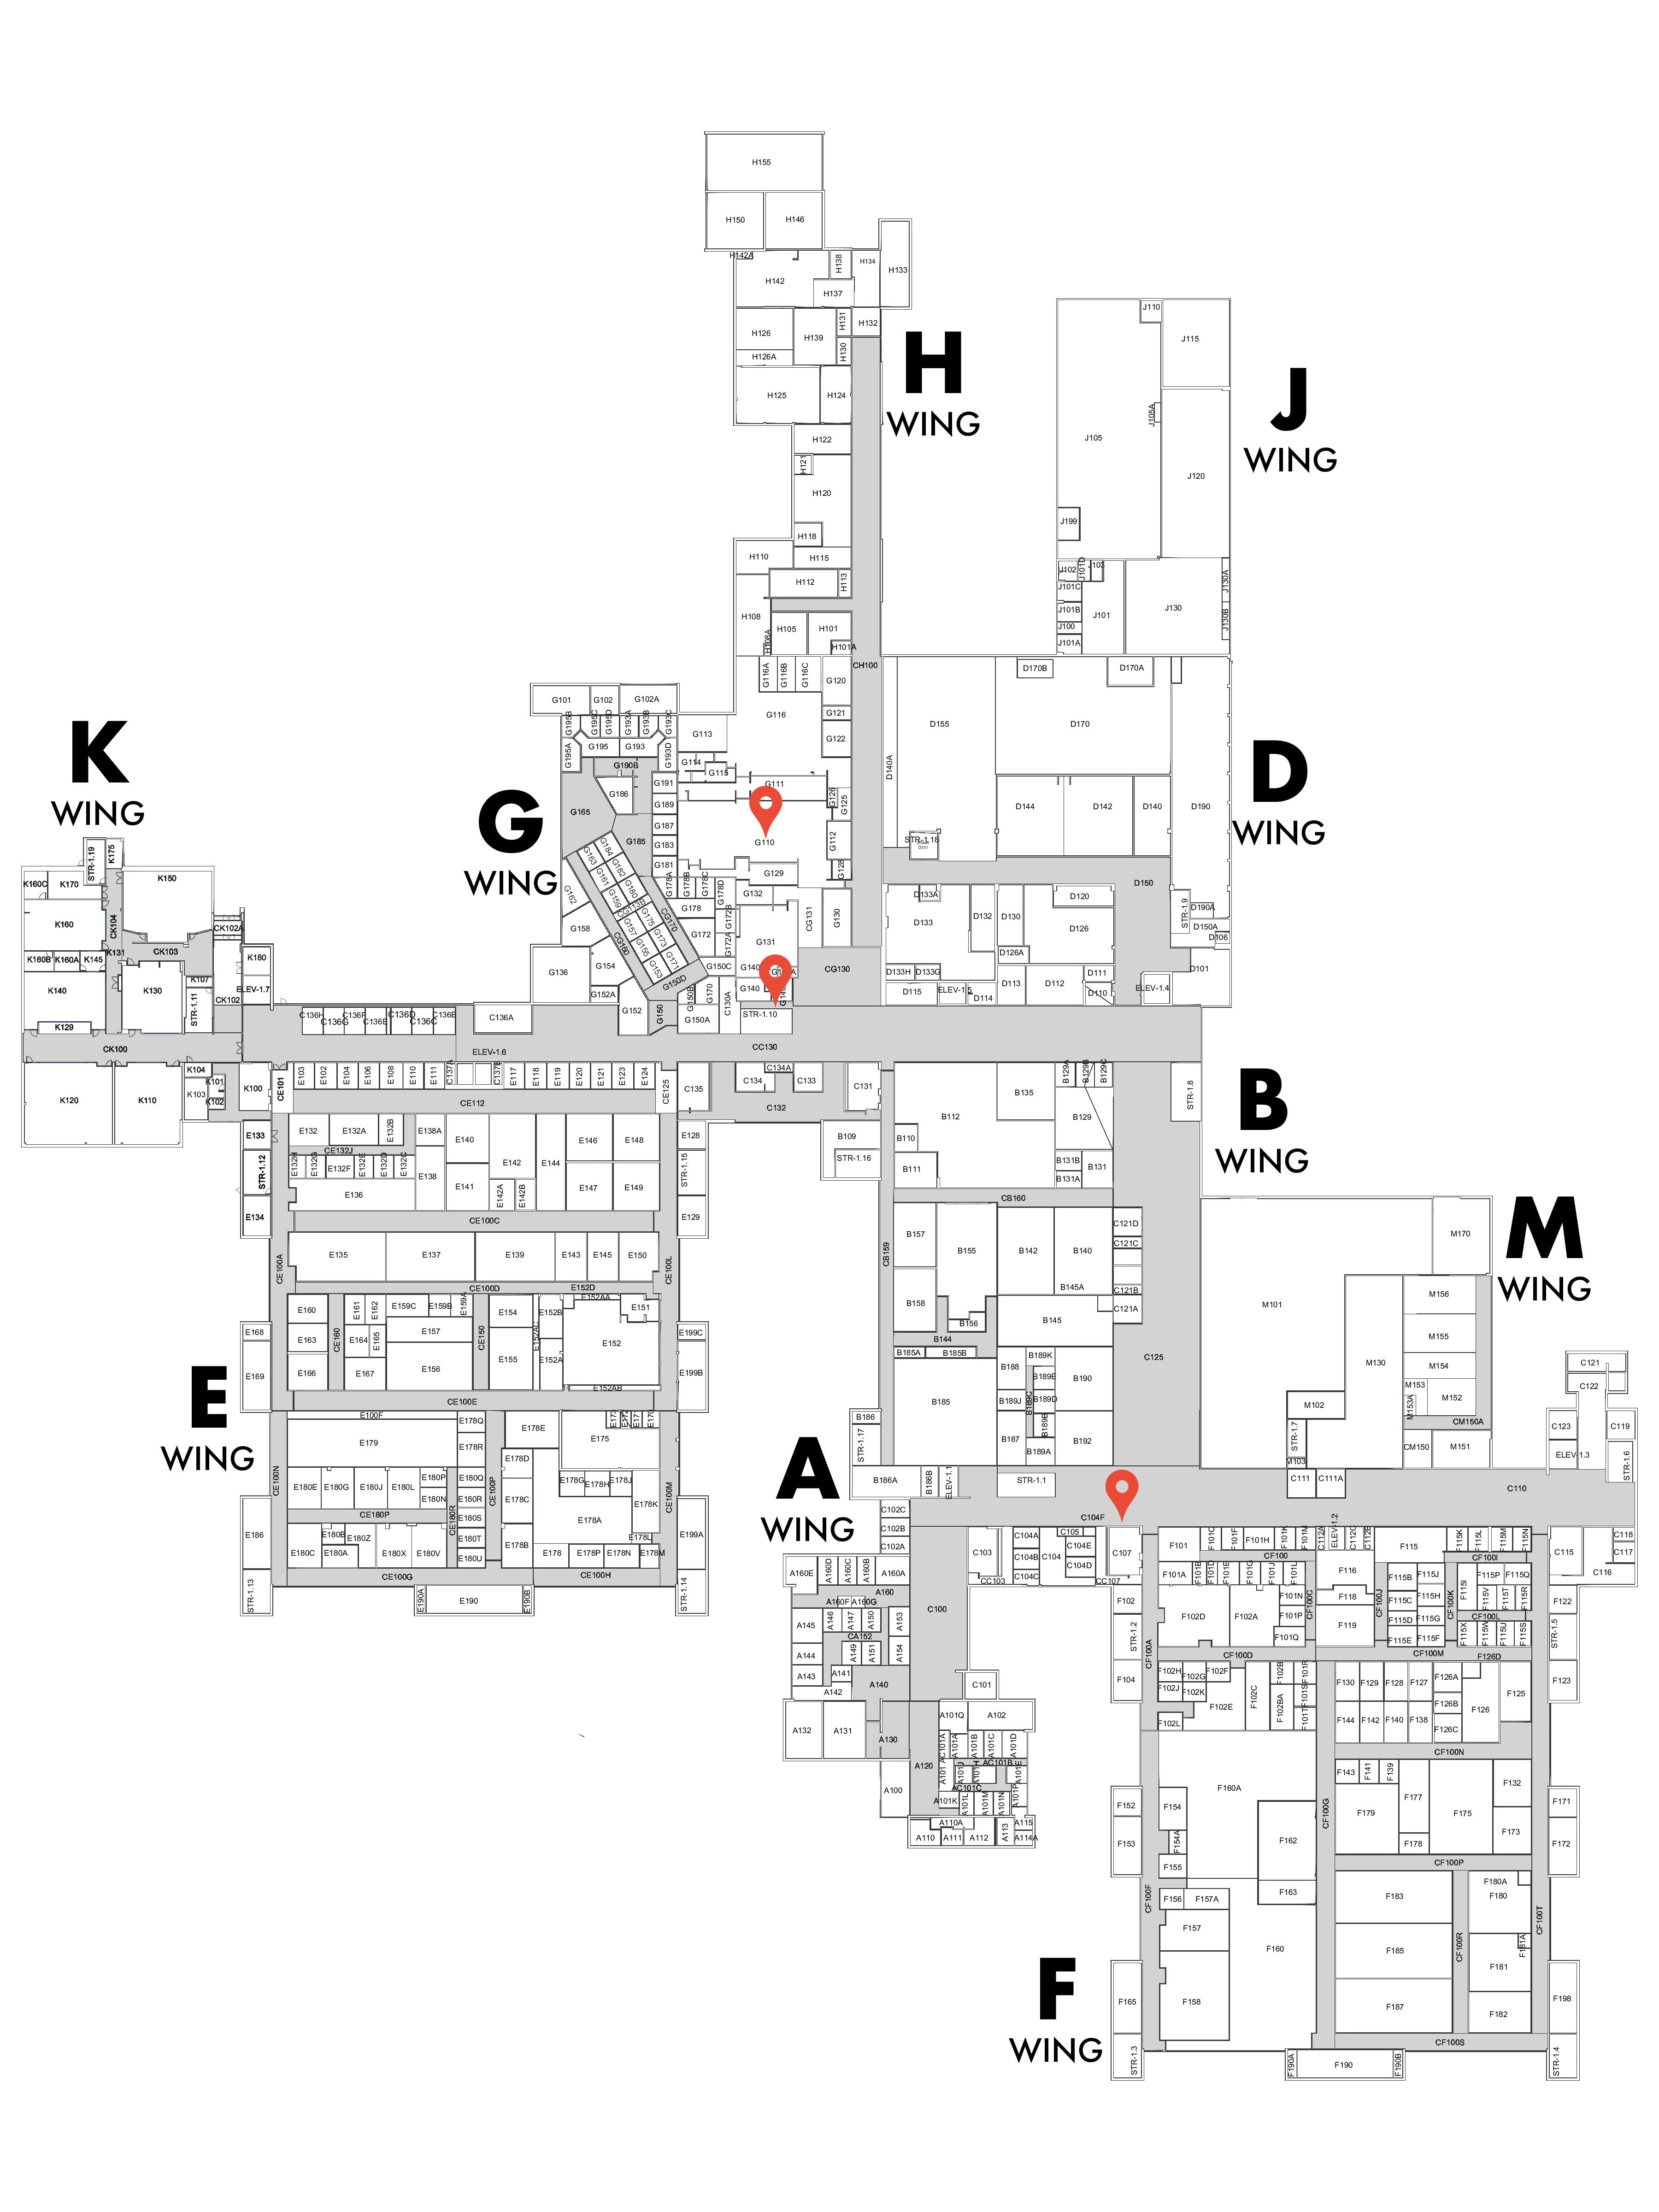 H155
H150
H146
H142A
H142
H138
H134
H133
H137
H126
H139
H131
H132
H126A
H130
H125
H124
H
WING
H122
H121
H120
H118
H110
H115
H112
H113
H108
H105
H101
H108A
H101A
CH100
J110
J115
J105A
J105
J120
J
WING
J199
J102
J101D
J103
J101C
J130A
J101B
J101
J130
J100
J130B
J101A
G116A
G116B
G116C
G120
G116
G121
G122
G101
G102
G102A
G195B
G195C
G195D
G193A
G193B
G193C
G195A
G195
G193
G193D
G190B
G113
G114
G115
G111
G191
G186
G189
G126
G125
G165
G187
G110
G112
G185
G183
G
WING
G184
G163
G182
G181
G129
G128
G161
G180
G178A
G178B
G178C
G178D
G132
G162
G159
G178
G172B
CG131
G130
G175
CG170
G157
G158
G173
G172
G172A
G131
CG160
G155
G171
G153
G154
G150C
G136
G150D
G140
CG130
G152A
G170
G150B
C130A
G152
G150
G150A
STR-1.10
D170B
D170A
D155
D170
D140A
D144
D142
D140
D190
D
WING
STR-1.18
D150
D133A
D120
D133
D132
D130
D126
STR-1.9
D190A
D150A
D106
D126A
D133H
D133G
D113
D112
D111
D101
D115
ELEV-1.5
D114
D110
ELEV-1.4
K
WING
STR-1.19
K175
K160C
K170
K150
K160
CK104
CK102A
K131
CK103
K160B
K160A
K145
K180
K107
K140
K130
STR-1.11
CK102
ELEV-1.7
K129
CK100
K104
K101
K100
K103
K102
K120
K110
C136H
C136G
C136F
C136E
C136D
C136C
C136B
C136A
ELEV-1.6
CC130
CE101
E103
E102
E104
E106
E108
E110
E111
C137A
C137B
E117
E118
E119
E120
E121
E123
E124
CE125
C135
C134A
C134
C133
C131
C132
CE112
E133
E132
E132A
E132B
E138A
E140
E142
E144
E146
E148
E128
CE132J
STR-1.12
E132H
E132G
E132F
E132E
E132D
E132C
E138
E141
E142A
E142B
E147
E149
STR-1.15
E136
E134
E129
CE100C
CE100A
E135
E137
E139
E143
E145
E150
CE100L
CE100D
E152D
E160
E161
E162
E159C
E159B
E159A
E154
E152B
E152AA
E151
E168
E163
CE160
E164
E165
E157
CE150
E152AC
E152
E199C
E166
E167
E156
E155
E152A
E169
E199B
E152AB
CE100E
E
WING
E100F
E178Q
E178E
E179
E178R
E175
CE100N
E178D
E180E
E180G
E180J
E180L
E180P
E180Q
CE100P
E178G
E178H
E178J
CE100M
E180N
E180R
E178C
E178K
CE180P
CE180R
E180S
E178A
E186
E180B
E180Z
E180T
E178B
E178L
E199A
E180C
E180A
E180X
E180V
E180U
E178
E178P
E178N
E178M
CE100G
CE100H
STR-1.13
E190A
E190
E190B
STR-1.14
B109
STR-1.16
B135
B129A
B129B
B129C
B112
B129
STR-1.8
B110
B111
B131B
B131
B131A
B
WING
CB160
B157
B155
B142
B140
C121D
C121C
CB159
B145A
C121B
B158
B156
C121A
B145
B144
B185A
B185B
B189K
C125
B188
B189E
B190
B185
B189J
B189C
B189D
B186
B189B
B187
B192
STR-1.17
B189A
B186A
B186B
ELEV-1.1
STR-1.1
M
WING
M170
M101
M156
M155
M130
M154
M153
M102
M153A
M152
CM150A
STR-1.7
CM150
M151
M103
C111
C111A
C121
C122
C123
C119
ELEV-1.3
STR-1.6
C110
A
WING
C104F
C102C
C102B
C102A
C103
C104A
C105
C104B
C104
C104E
C104D
C104C
CC103
C107
CC107
A160E
A160D
A160C
A160B
A160A
A160
A160F
A160G
C100
A145
A146
A147
A150
A153
CA152
A144
A149
A151
A154
A143
A141
A142
A140
C101
A101Q
A102
A132
A131
A130
AC101A
A101A
A101B
A101C
A101D
AC101B
A120
A101
A101J
A101H
A101E
AC101C
A100
A101K
A101L
A101M
A101N
A101P
A110A
A115
A110
A111
A112
A113
A114A
F101
F101C
F101F
F101H
F101K
F101M
C112A
ELEV-1.2
C112C
C112E
F115
F115K
F115L
F115M
F115N
C115
C118
C117
CF100
CF100I
C116
F101A
F101B
F101D
F101E
F101G
F101J
F101L
F116
F115B
F115J
F115I
F115P
F115Q
F102
F101N
CF100C
F118
CF100J
F115C
F115H
CF100K
F115V
F115T
F115R
F122
F102D
F102A
F101P
F115D
F115G
CF100L
STR-1.2
F101Q
F119
F115E
F115F
F115X
F115W
F115U
F115S
STR-1.5
CF100A
CF100D
CF100M
F126D
F102H
F102G
F102F
F102B
F101R
F130
F129
F128
F127
F126A
F125
F123
F104
F102J
F102K
F102E
F102C
F102BA
F101S
F126B
F126
F102L
F101T
F144
F142
F140
F138
F126C
CF100N
F143
F141
F139
F132
F160A
F177
F152
F154
CF100G
F179
F175
F171
F153
F154A
F162
F178
F173
F172
F155
CF100P
F163
F156
F157A
F183
F180A
F180
CF100F
F157
CF100T
F160
F185
CF100R
F181A
F181
F
WING
F165
F158
F187
F182
F198
CF100S
STR-1.3
F190A
F190
F190B
STR-1.4